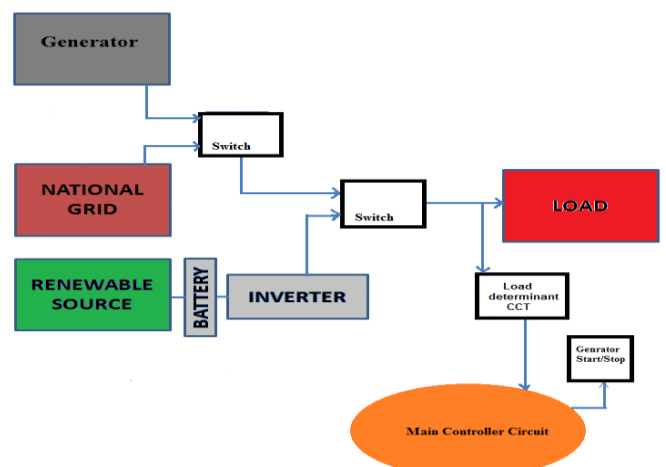 Generator
Switch
NATIONAL
GRID
Switch
LOAD
RENEWABLE
SOURCE
BATTERY
INVERTER
Load
determinant
CCT
Genrator
Start/Stop
Main Controller Circuit